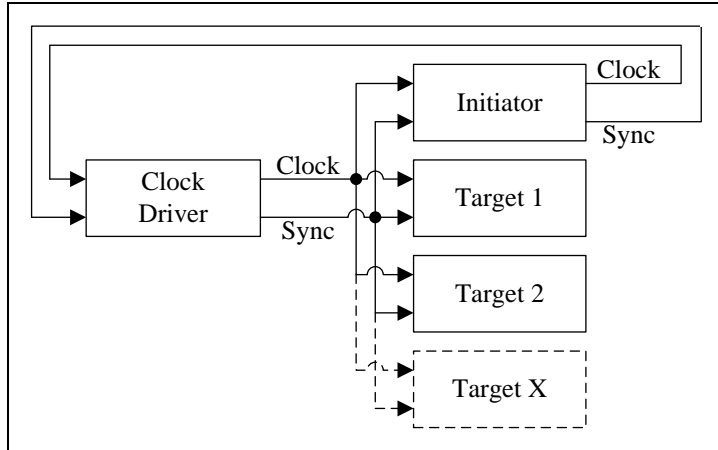 Clock
Initiator
Sync
Clock
Clock
Driver
Sync
Target 1
Target 2
Target X